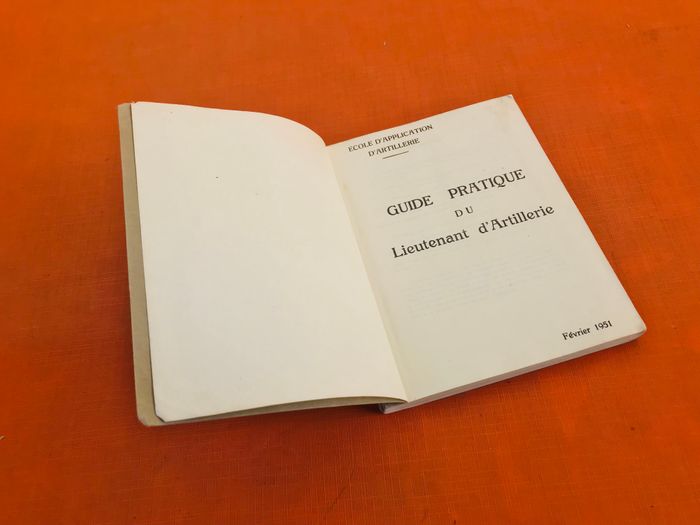 ECOLE D'APPLICATION
D'ARTILLERIE
GUIDE PRATIQUE
DU
Lieutenant d'Artillerie
Février 1951